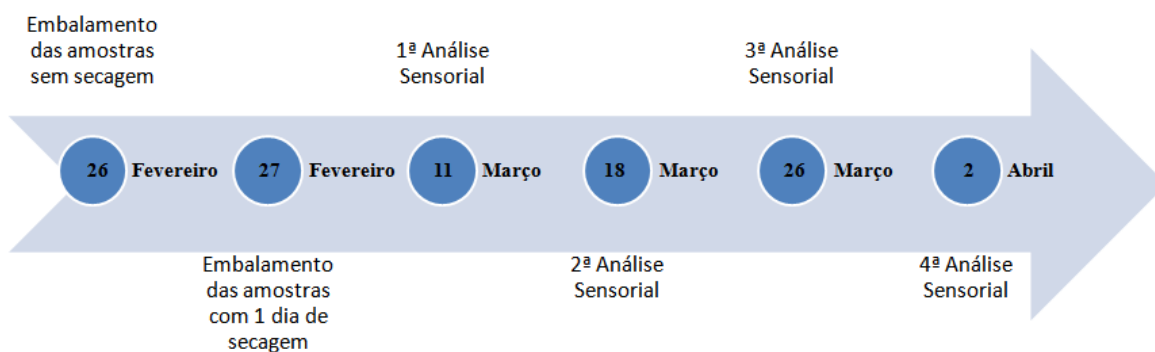 Embalamento
das amostras
sem secagem
1ª Análise
Sensorial
3ª Análise
Sensorial
26 Fevereiro 27 Fevereiro 11 Março 18 Março 26 Março 2 Abril
Embalamento
das amostras
com 1 dia de
secagem
2ª Análise
Sensorial
4ª Análise
Sensorial